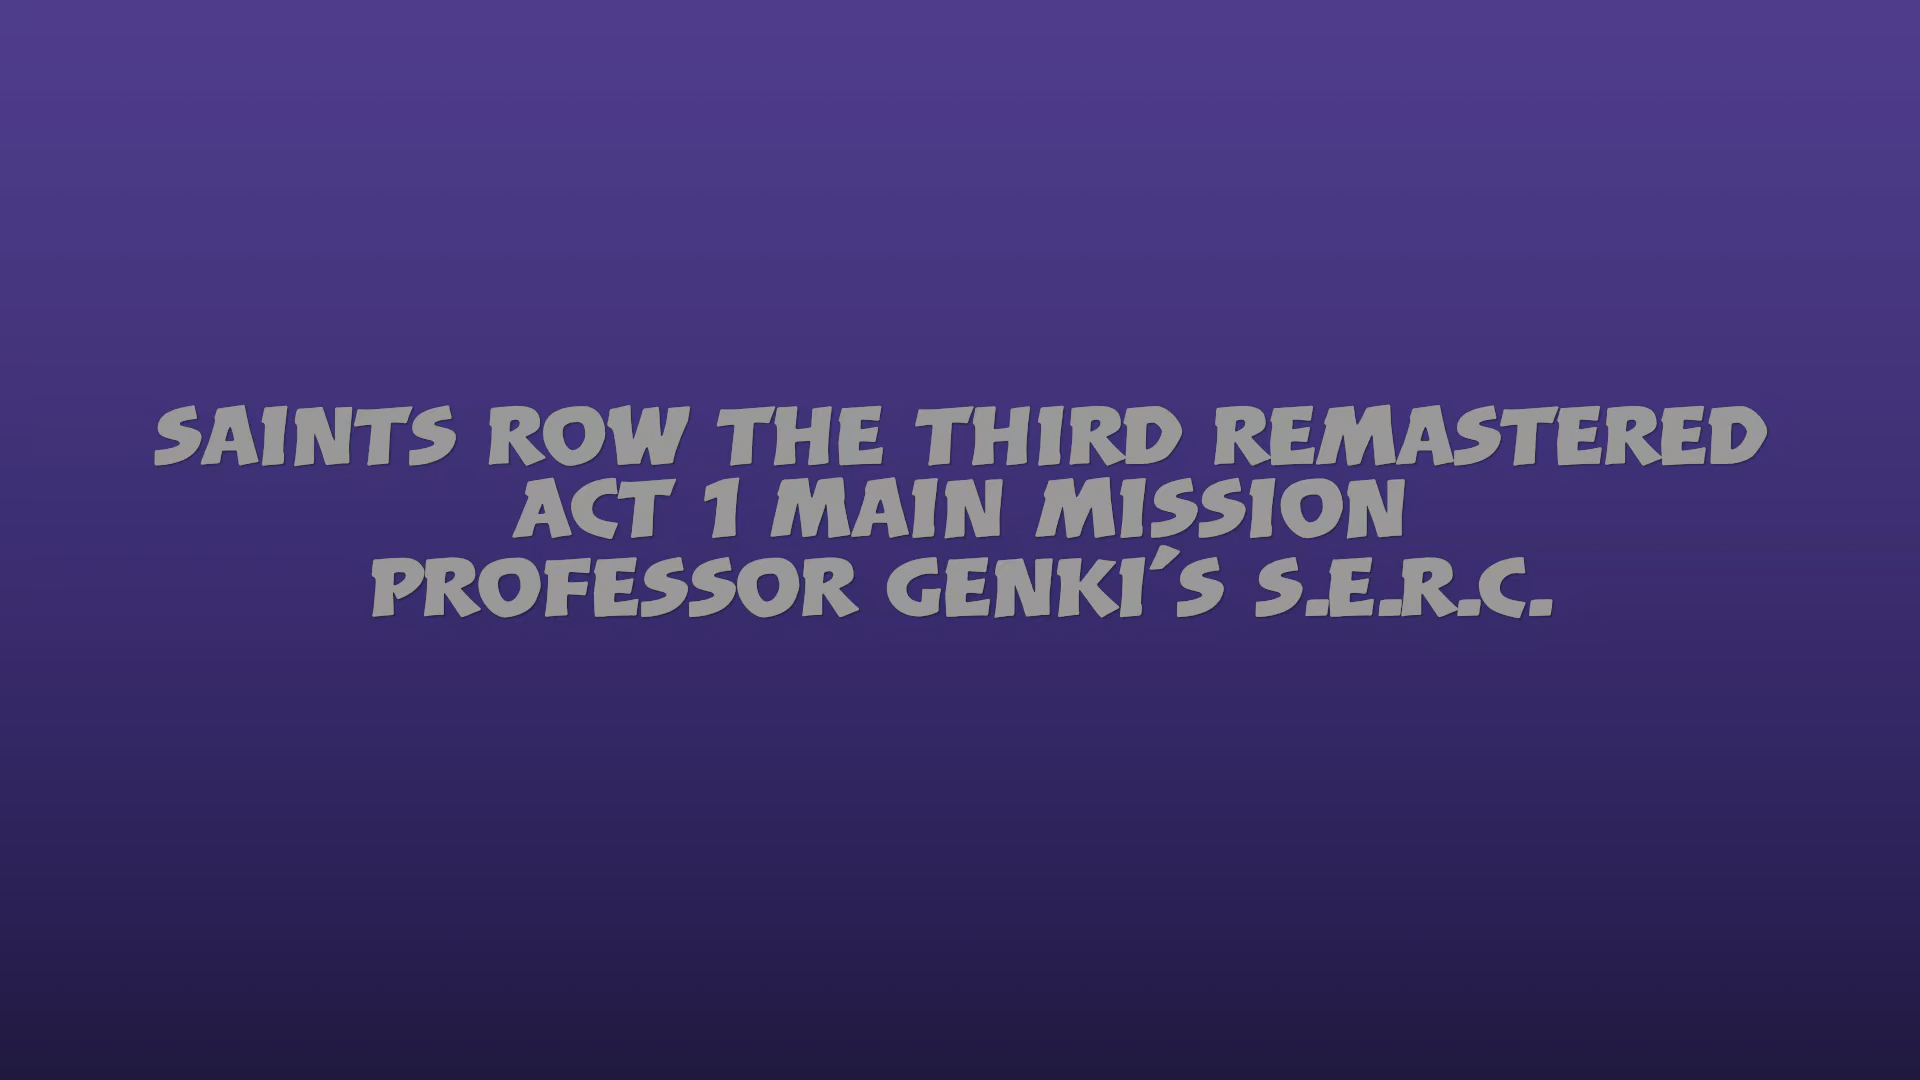 SAINTS ROW THE THIRD REMASTERED
ACT 1 MAIN MISSION
PROFESSOR GENKI'S S.E.R.C.